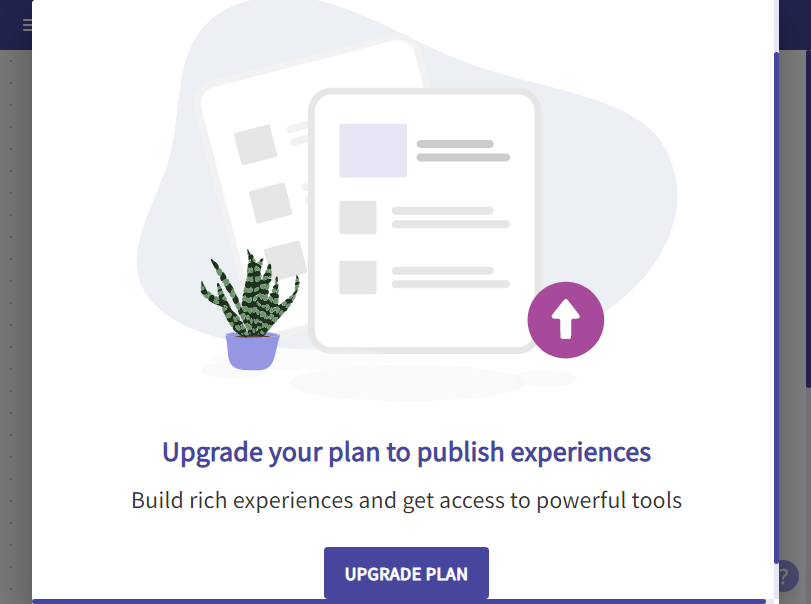 Upgrade your plan to publish experiences
Build rich experiences and get access to powerful tools
UPGRADE PLAN
?